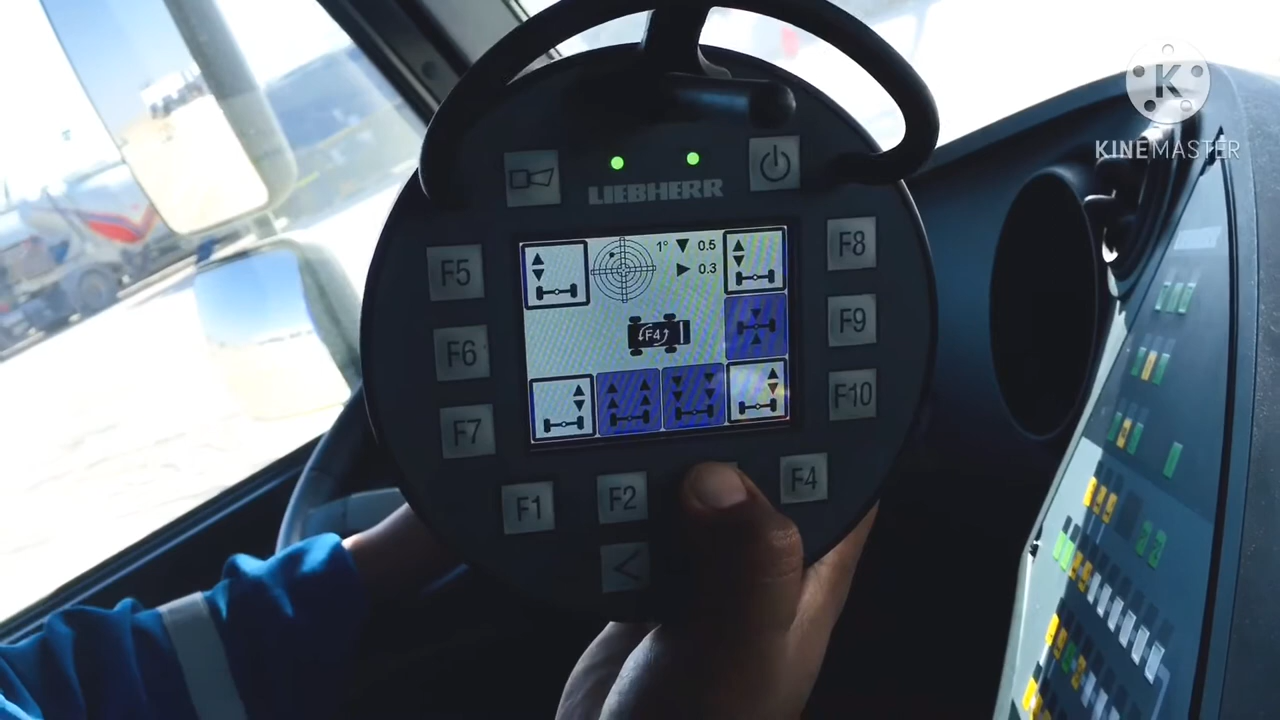 K
KINEMASTER
LIEBHERR
1° ▼ 0.5
▶ 0.3
F4
F5
F6
F7
F8
F9
F10
F1
F2
F4